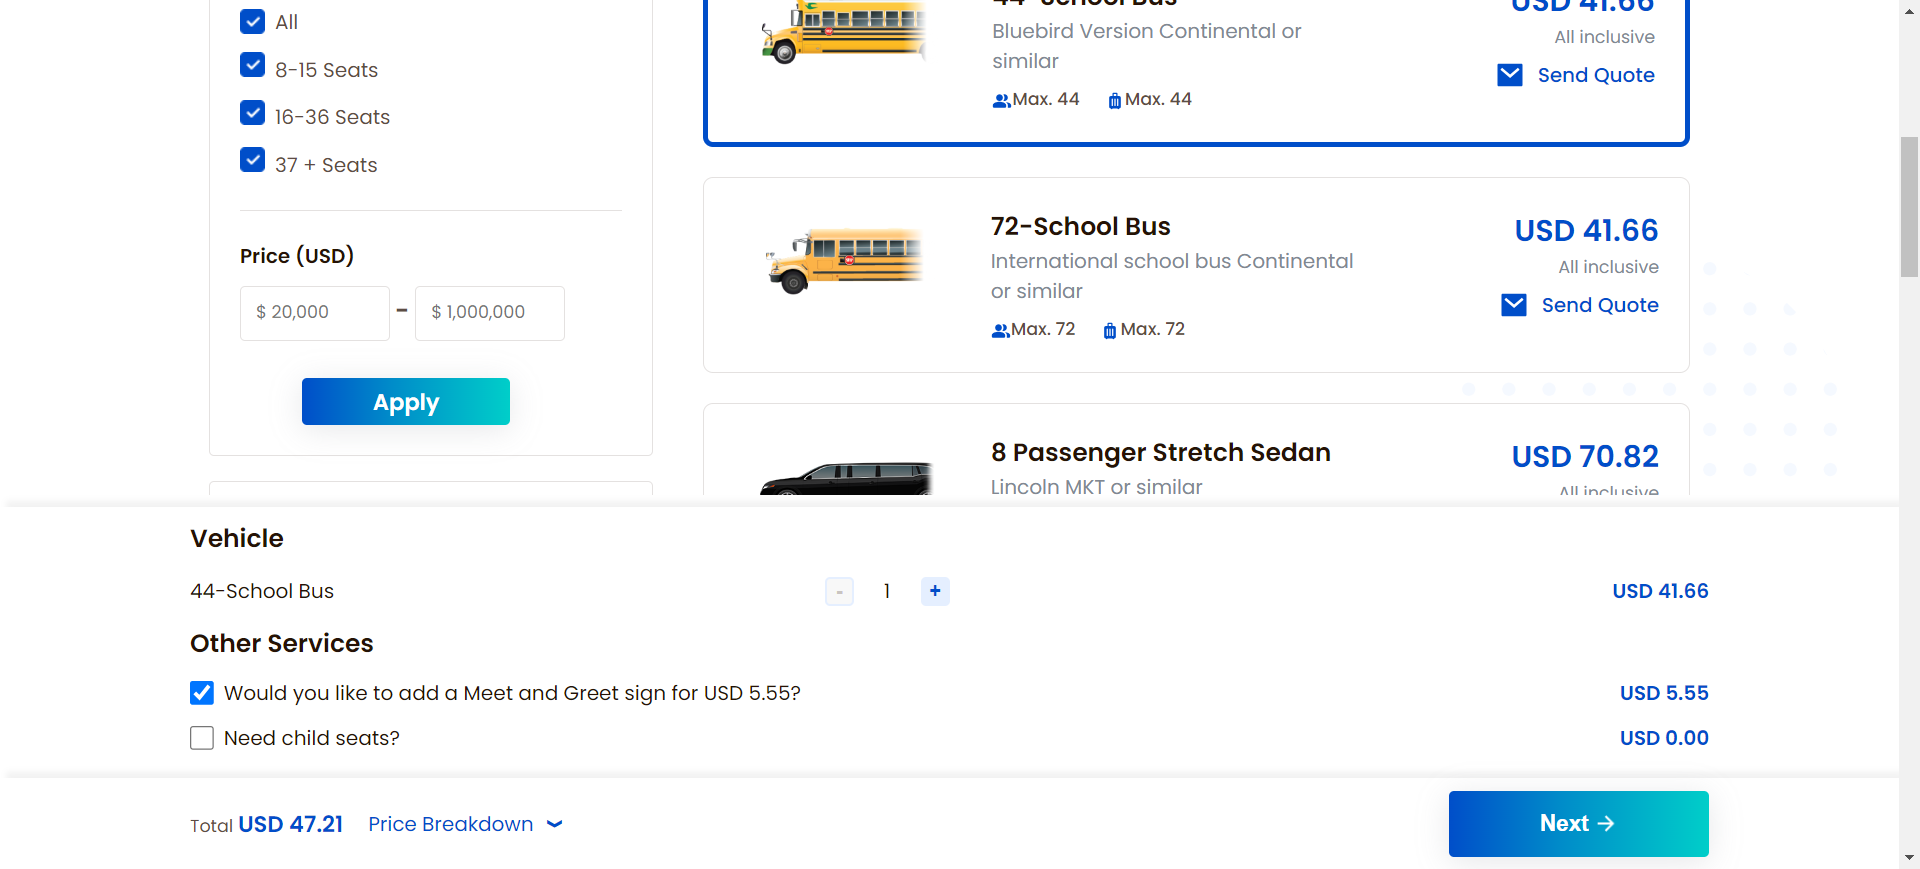 All
8-15 Seats
16-36 Seats
37 + Seats
Price (USD)
$ 20,000 - $ 1,000,000
Apply
44-School Bus
Bluebird Version Continental or
similar
Max. 44 Max. 44
USD 41.66
All inclusive
Send Quote
72-School Bus
International school bus Continental
or similar
Max. 72 Max. 72
USD 41.66
All inclusive
Send Quote
8 Passenger Stretch Sedan
Lincoln MKT or similar
USD 70.82
All inclusive
Vehicle
44-School Bus - 1 + USD 41.66
Other Services
Would you like to add a Meet and Greet sign for USD 5.55? USD 5.55
Need child seats? USD 0.00
Total USD 47.21 Price Breakdown
Next →